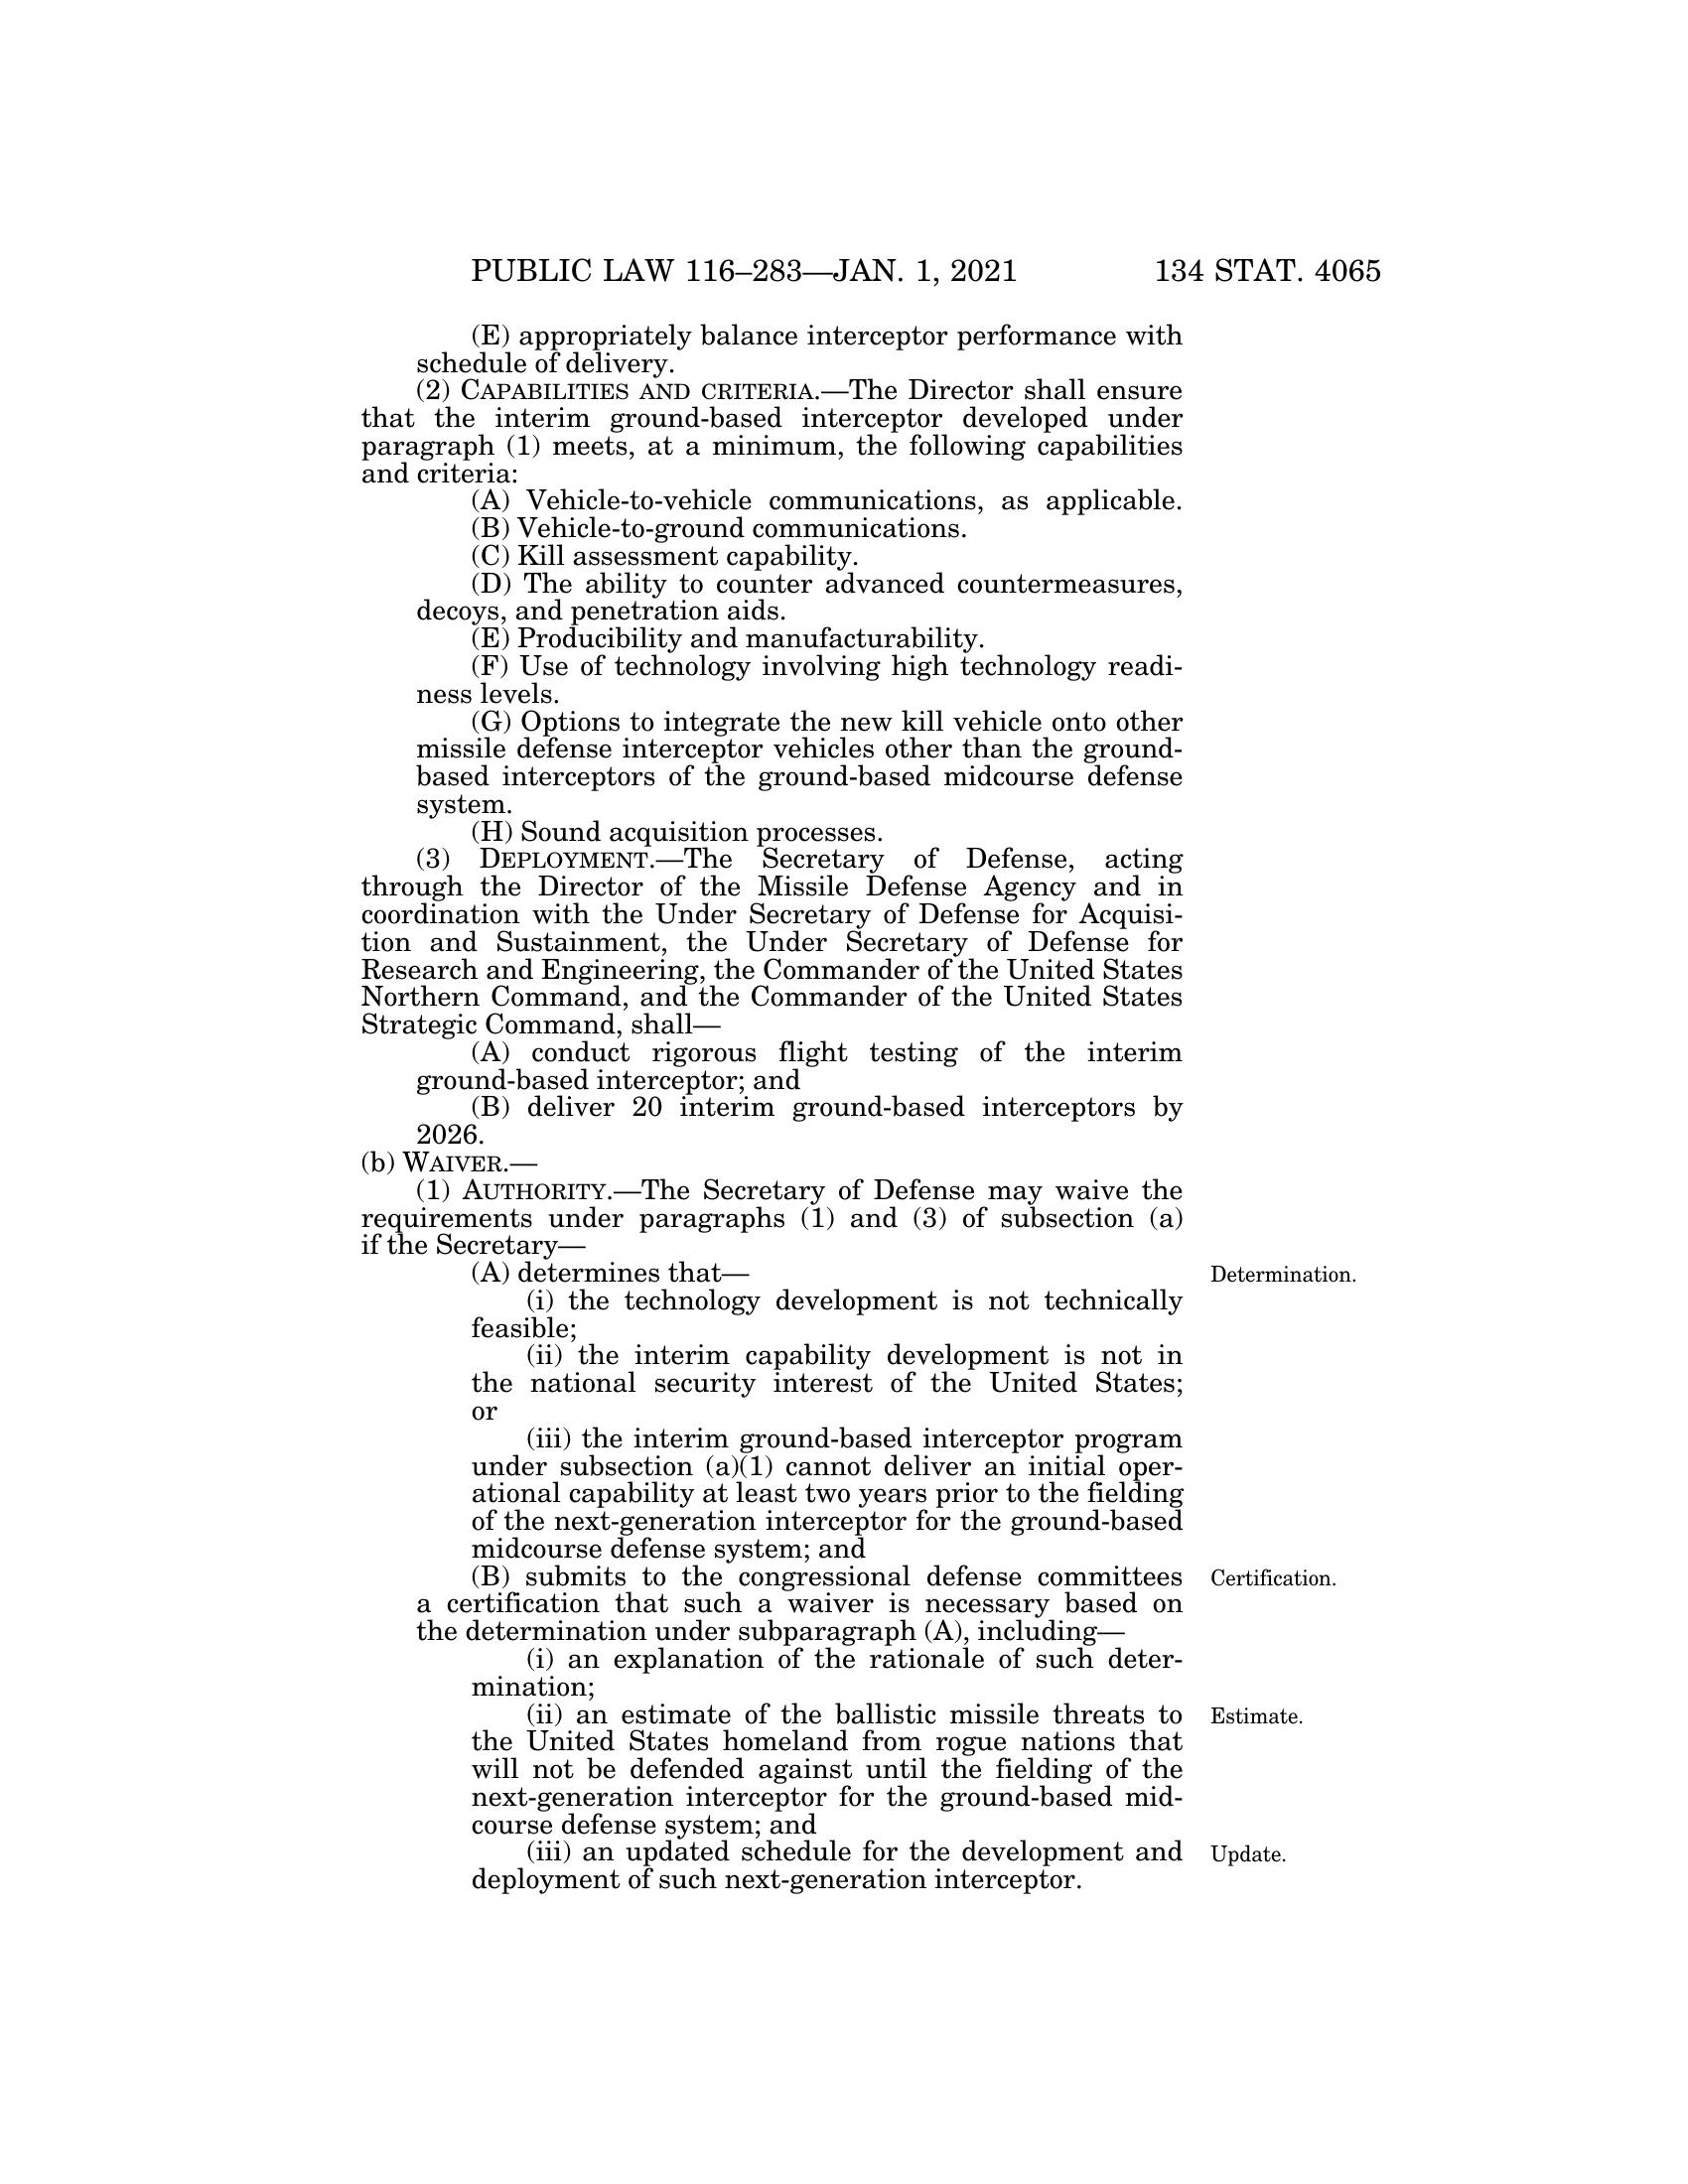 PUBLIC LAW 116–283—JAN. 1, 2021 134 STAT. 4065
(E) appropriately balance interceptor performance with
schedule of delivery.
(2) CAPABILITIES AND CRITERIA.—The Director shall ensure
that the interim ground-based interceptor developed under
paragraph (1) meets, at a minimum, the following capabilities
and criteria:
(A) Vehicle-to-vehicle communications, as applicable.
(B) Vehicle-to-ground communications.
(C) Kill assessment capability.
(D) The ability to counter advanced countermeasures,
decoys, and penetration aids.
(E) Producibility and manufacturability.
(F) Use of technology involving high technology readi-
ness levels.
(G) Options to integrate the new kill vehicle onto other
missile defense interceptor vehicles other than the ground-
based interceptors of the ground-based midcourse defense
system.
(H) Sound acquisition processes.
(3) DEPLOYMENT.—The Secretary of Defense, acting
through the Director of the Missile Defense Agency and in
coordination with the Under Secretary of Defense for Acquisi-
tion and Sustainment, the Under Secretary of Defense for
Research and Engineering, the Commander of the United States
Northern Command, and the Commander of the United States
Strategic Command, shall—
(A) conduct rigorous flight testing of the interim
ground-based interceptor; and
(B) deliver 20 interim ground-based interceptors by
2026.
(b) WAIVER.—
(1) AUTHORITY.—The Secretary of Defense may waive the
requirements under paragraphs (1) and (3) of subsection (a)
if the Secretary—
(A) determines that— Determination.
(i) the technology development is not technically
feasible;
(ii) the interim capability development is not in
the national security interest of the United States;
or
(iii) the interim ground-based interceptor program
under subsection (a)(1) cannot deliver an initial oper-
ational capability at least two years prior to the fielding
of the next-generation interceptor for the ground-based
midcourse defense system; and
(B) submits to the congressional defense committees Certification.
a certification that such a waiver is necessary based on
the determination under subparagraph (A), including—
(i) an explanation of the rationale of such deter-
mination;
(ii) an estimate of the ballistic missile threats to Estimate.
the United States homeland from rogue nations that
will not be defended against until the fielding of the
next-generation interceptor for the ground-based mid-
course defense system; and
(iii) an updated schedule for the development and Update.
deployment of such next-generation interceptor.